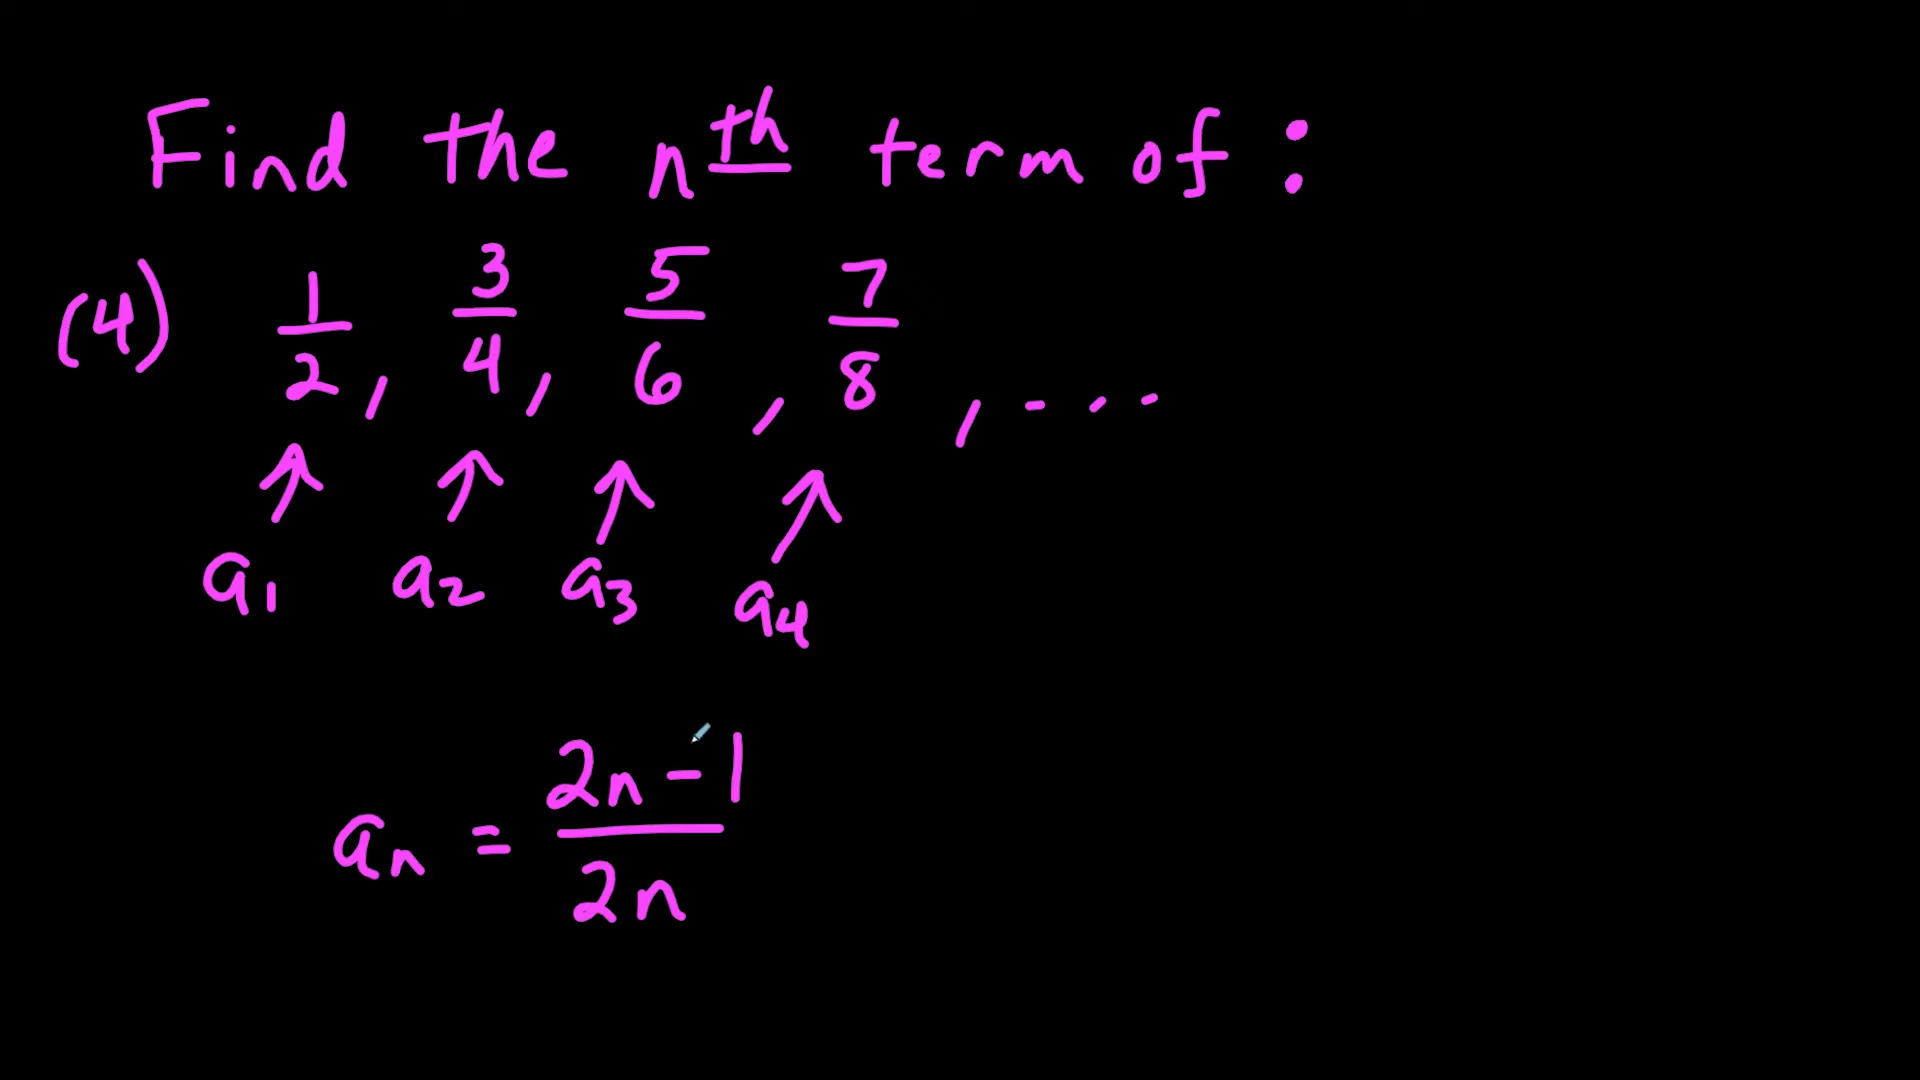 Find the nth term of:
(4) 1/2, 3/4, 5/6, 7/8, ...
a1 a2 a3 a4
an = (2n-1)/(2n)